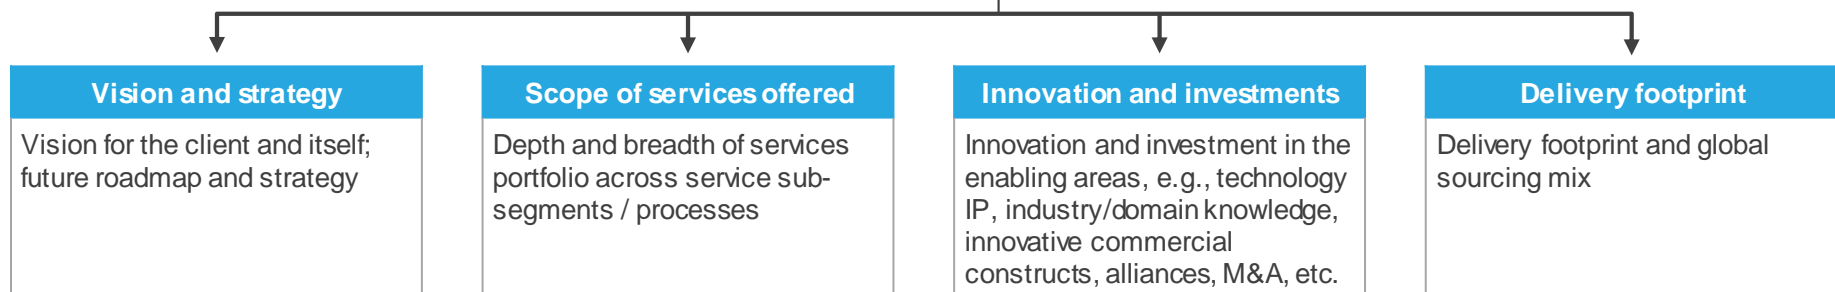 Vision and strategy
Vision for the client and itself;
future roadmap and strategy
Scope of services offered
Depth and breadth of services
portfolio across service sub-
segments / processes
Innovation and investments
Innovation and investment in the
enabling areas, e.g., technology
IP, industry/domain knowledge,
innovative commercial
constructs, alliances, M&A, etc.
Delivery footprint
Delivery footprint and global
sourcing mix